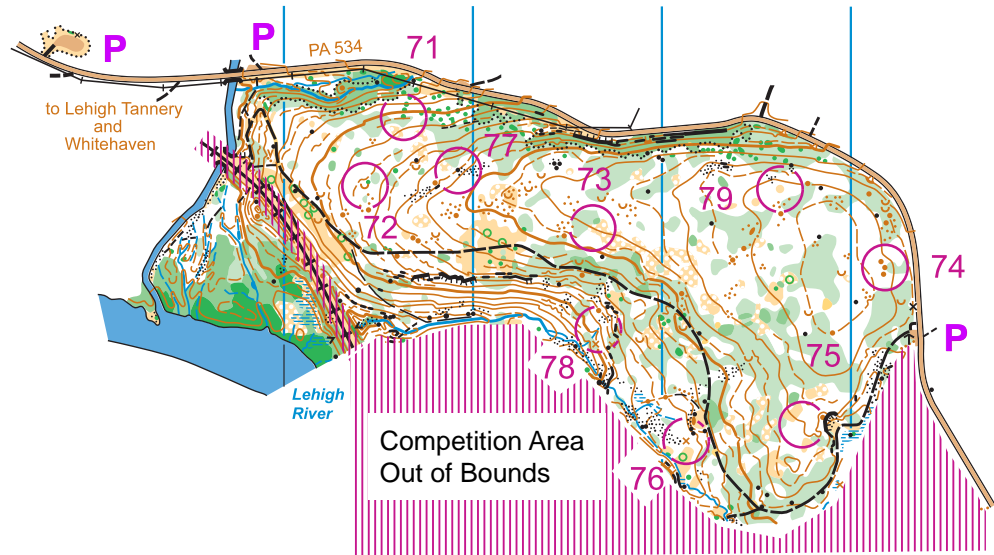 P
P
PA 534
71
to Lehigh Tannery
and
Whitehaven
77
73
79
72
74
P
75
78
Lehigh
River
Competition Area
Out of Bounds
76